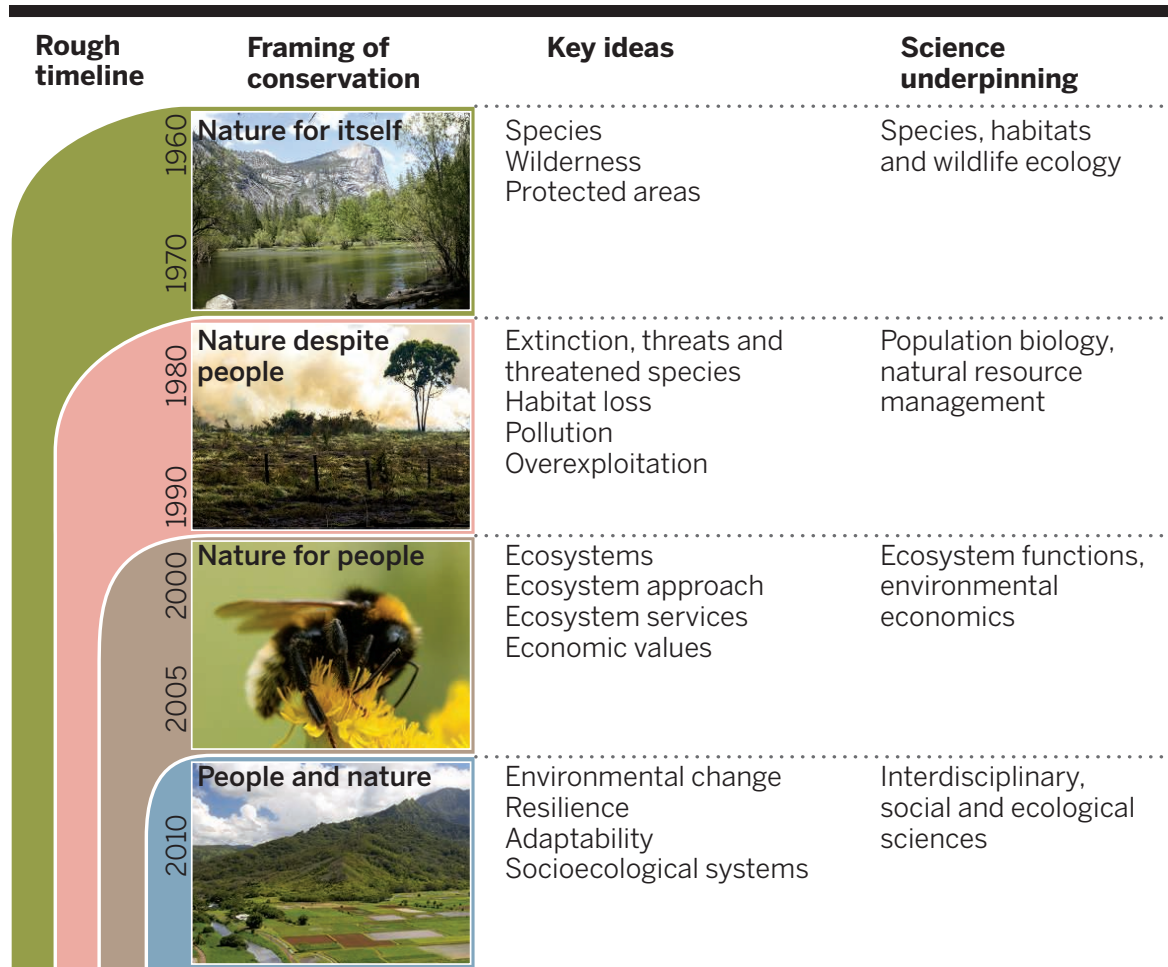 Rough
timeline
Framing of
conservation
Key ideas
Science
underpinning
1960
1970
Nature for itself
Species
Wilderness
Protected areas
Species, habitats
and wildlife ecology
1980
1990
Nature despite
people
Extinction, threats and
threatened species
Habitat loss
Pollution
Overexploitation
Population biology,
natural resource
management
2000
2005
Nature for people
Ecosystems
Ecosystem approach
Ecosystem services
Economic values
Ecosystem functions,
environmental
economics
2010
People and nature
Environmental change
Resilience
Adaptability
Socioecological systems
Interdisciplinary,
social and ecological
sciences